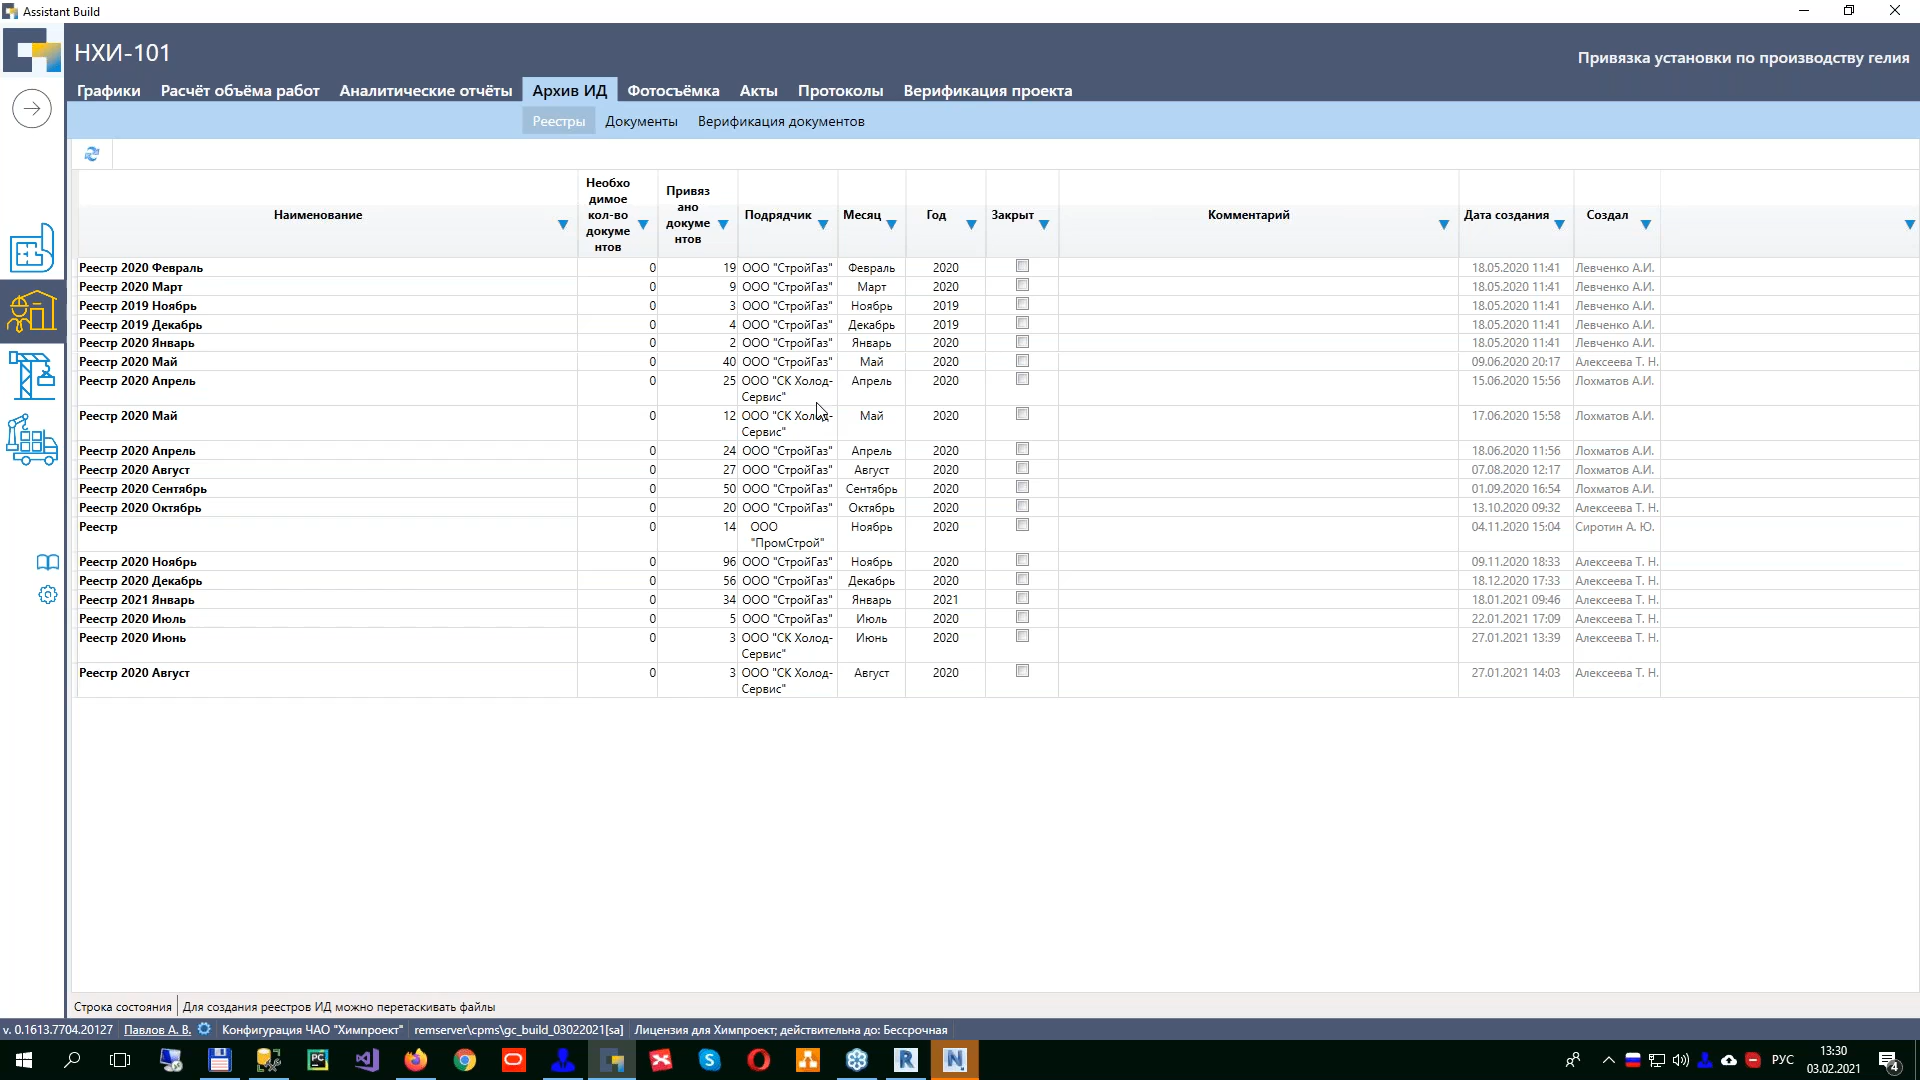 Assistant Build
НХИ-101
Привязка установки по производству гелия
Графики Расчёт объёма работ Аналитические отчёты Архив ИД Фотосъёмка Акты Протоколы Верификация проекта
Реестры Документы Верификация документов
Наименование
Необхо
димое
кол-во
докуме
нтов
Привяз
ано
докуме
нтов
Подрядчик
Месяц
Год
Закрыт
Комментарий
Дата создания
Создал
Реестр 2020 Февраль 0 19 ООО "СтройГаз" Февраль 2020 18.05.2020 11:41 Левченко А.И.
Реестр 2020 Март 0 9 ООО "СтройГаз" Март 2020 18.05.2020 11:41 Левченко А.И.
Реестр 2019 Ноябрь 0 3 ООО "СтройГаз" Ноябрь 2019 18.05.2020 11:41 Левченко А.И.
Реестр 2019 Декабрь 0 4 ООО "СтройГаз" Декабрь 2019 18.05.2020 11:41 Левченко А.И.
Реестр 2020 Январь 0 2 ООО "СтройГаз" Январь 2020 18.05.2020 11:41 Левченко А.И.
Реестр 2020 Май 0 40 ООО "СтройГаз" Май 2020 09.06.2020 20:17 Алексеева Т. Н.
Реестр 2020 Апрель 0 25 ООО "СК Холод- Апрель 2020 15.06.2020 15:56 Лохматов А.И.
Сервис"
Реестр 2020 Май 0 12 ООО "СК Холод- Май 2020 17.06.2020 15:58 Лохматов А.И.
Сервис"
Реестр 2020 Апрель 0 24 ООО "СтройГаз" Апрель 2020 18.06.2020 11:56 Лохматов А.И.
Реестр 2020 Август 0 27 ООО "СтройГаз" Август 2020 07.08.2020 12:17 Лохматов А.И.
Реестр 2020 Сентябрь 0 50 ООО "СтройГаз" Сентябрь 2020 01.09.2020 16:54 Лохматов А.И.
Реестр 2020 Октябрь 0 20 ООО "СтройГаз" Октябрь 2020 13.10.2020 09:32 Алексеева Т. Н.
Реестр 0 14 ООО Ноябрь 2020 04.11.2020 15:04 Сиротин А. Ю.
"ПромСтрой"
Реестр 2020 Ноябрь 0 96 ООО "СтройГаз" Ноябрь 2020 09.11.2020 18:33 Алексеева Т. Н.
Реестр 2020 Декабрь 0 56 ООО "СтройГаз" Декабрь 2020 18.12.2020 17:33 Алексеева Т. Н.
Реестр 2021 Январь 0 34 ООО "СтройГаз" Январь 2021 18.01.2021 09:46 Алексеева Т. Н.
Реестр 2020 Июль 0 5 ООО "СтройГаз" Июль 2020 22.01.2021 17:09 Алексеева Т. Н.
Реестр 2020 Июнь 0 3 ООО "СК Холод- Июнь 2020 27.01.2021 13:39 Алексеева Т. Н.
Сервис"
Реестр 2020 Август 0 3 ООО "СК Холод- Август 2020 27.01.2021 14:03 Алексеева Т. Н.
Сервис"
Строка состояния Для создания реестров ИД можно перетаскивать файлы
v. 0.1613.7704.20127 Павлов А. В. Конфигурация ЧАО "Химпроект" remserver\cpms\gc_build_03022021[sa] Лицензия для Химпроект; действительна до: Бессрочная
PC S R N РУС 13:30
03.02.2021 4